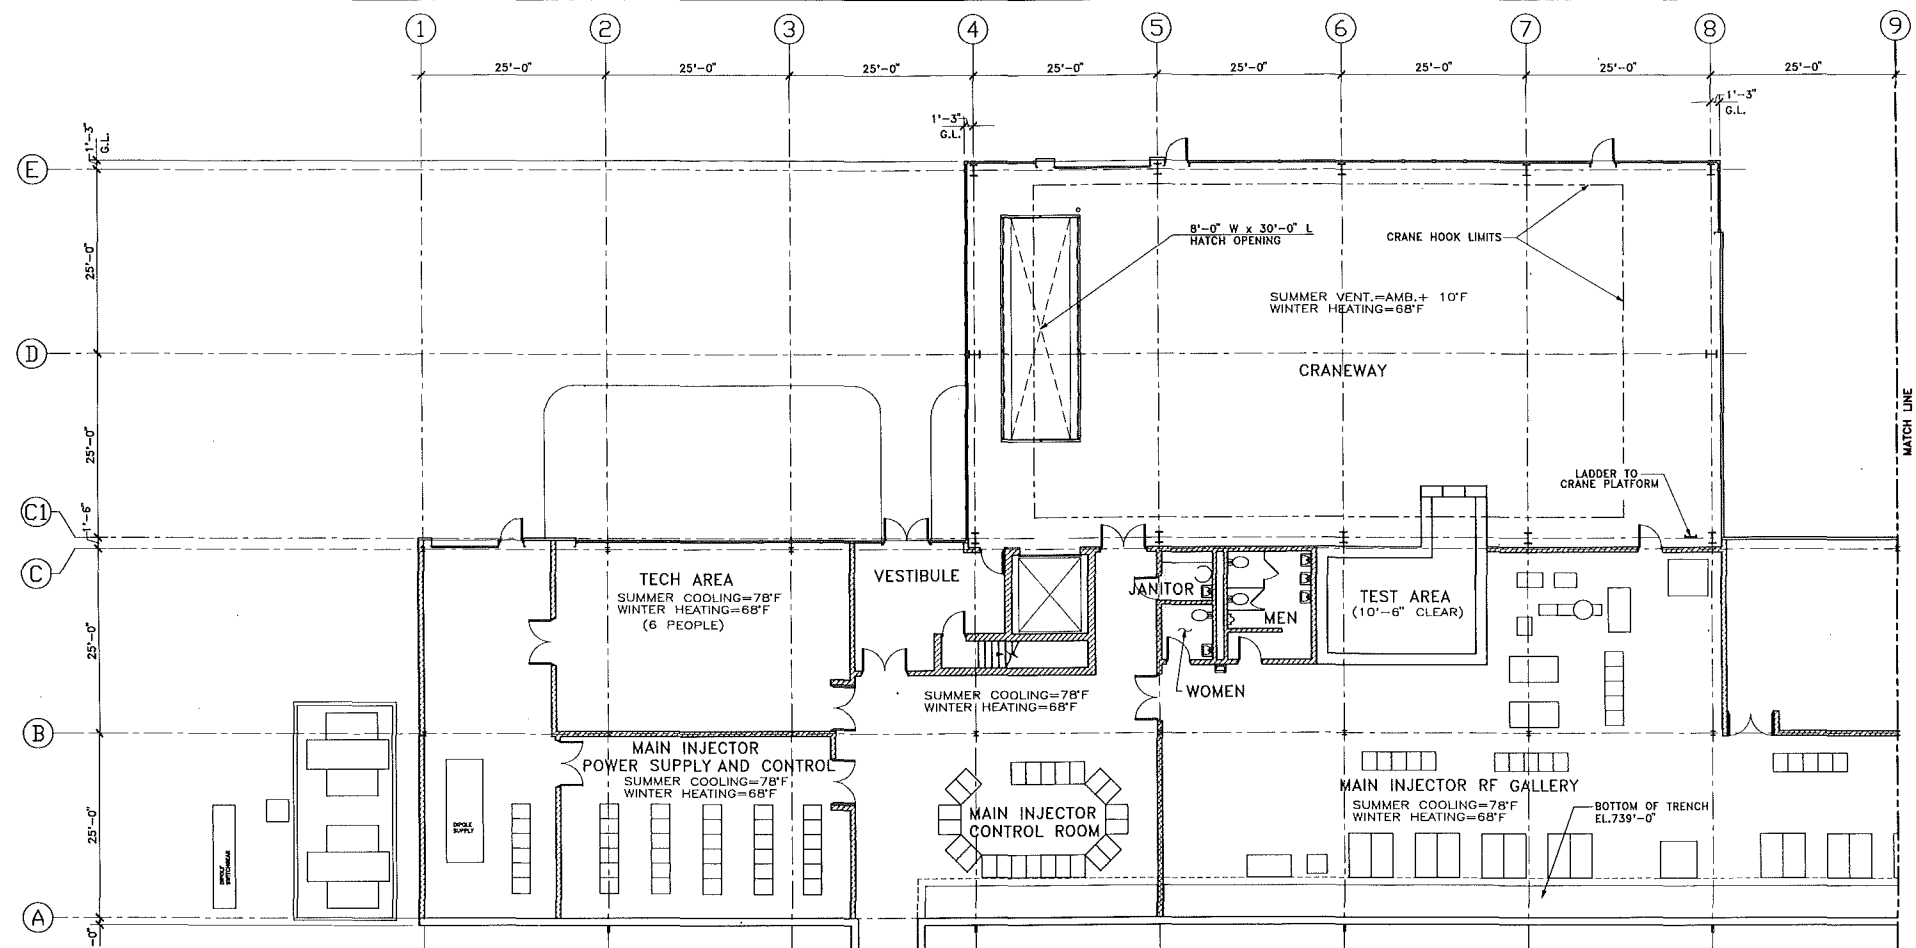 1
2
3
4
5
6
7
8
9
25'-0"
25'-0"
25'-0"
25'-0"
25'-0"
25'-0"
25'-0"
25'-0"
1'-3"
G.L.
1'-3"
G.L.
1'-3"
G.L.
E
D
C1
C
B
A
25'-0"
25'-0"
1'-6"
25'-0"
25'-0"
-0"
8'-0" W x 30'-0" L
HATCH OPENING
CRANE HOOK LIMITS
SUMMER VENT.=AMB.+ 10°F
WINTER HEATING=68°F
CRANEWAY
MATCH LINE
LADDER TO
CRANE PLATFORM
TECH AREA
SUMMER COOLING=78°F
WINTER HEATING=68°F
(6 PEOPLE)
VESTIBULE
JANITOR
MEN
WOMEN
TEST AREA
(10'-6" CLEAR)
SUMMER COOLING=78°F
WINTER HEATING=68°F
MAIN INJECTOR
POWER SUPPLY AND CONTROL
SUMMER COOLING=78°F
WINTER HEATING=68°F
MAIN INJECTOR
CONTROL ROOM
MAIN INJECTOR RF GALLERY
SUMMER COOLING=78°F
WINTER HEATING=68°F
BOTTOM OF TRENCH
EL.739'-0"
DIPOLE
SUPPLY
DIPOLE
SWITCHGEAR